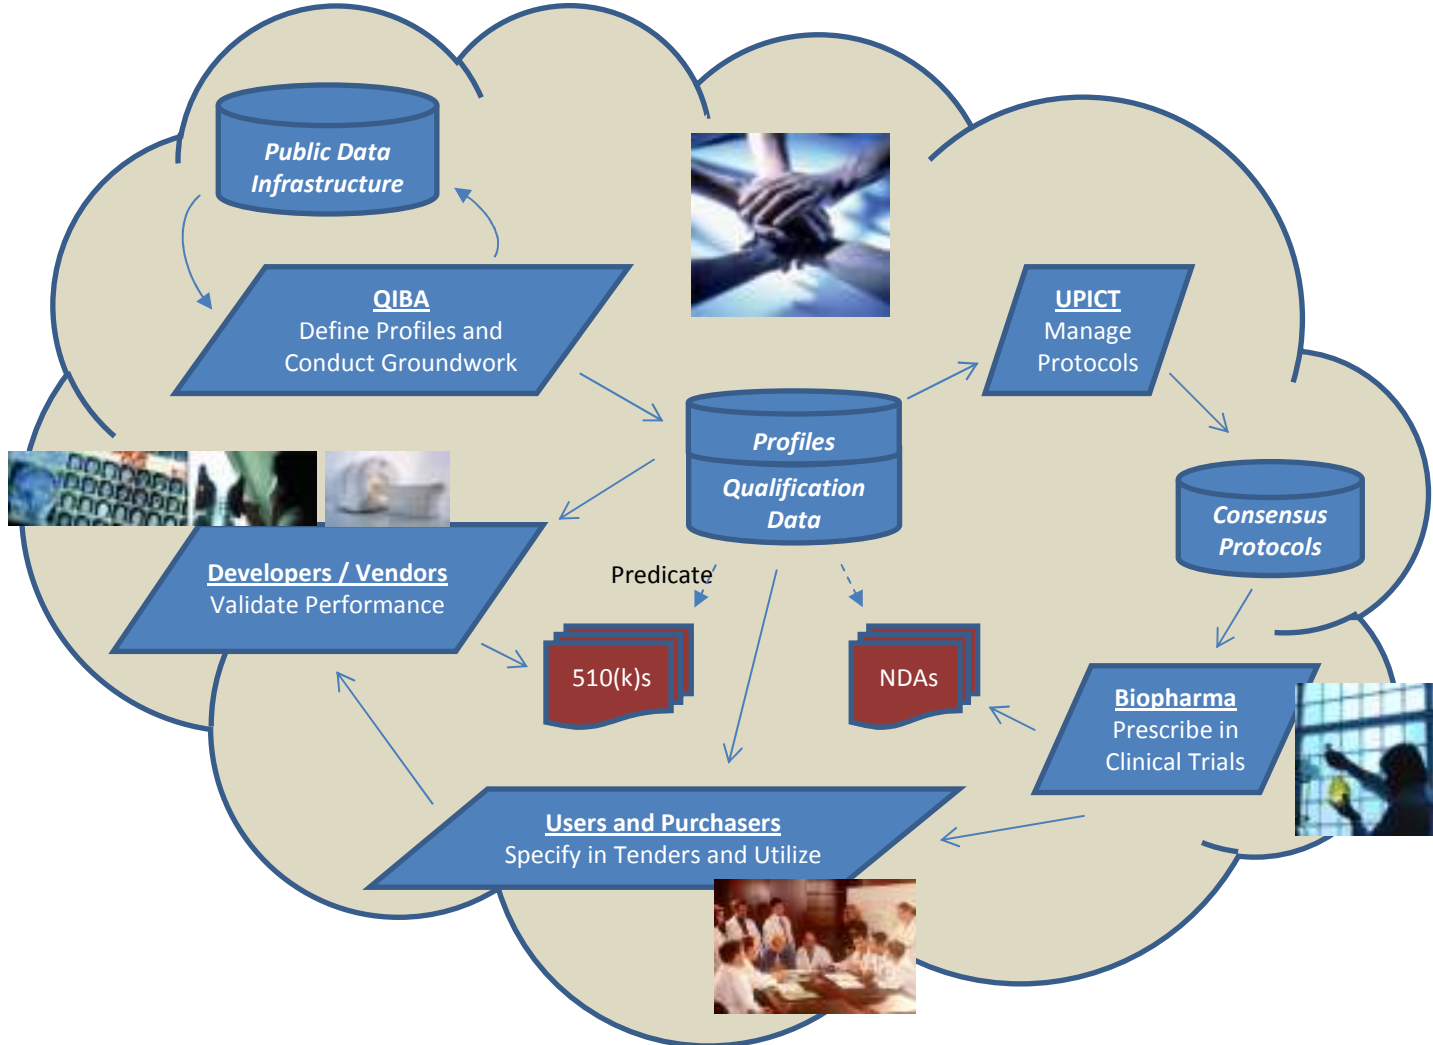 Public Data
Infrastructure
QIBA
Define Profiles and
Conduct Groundwork
UPICT
Manage
Protocols
Profiles
Qualification
Data
Consensus
Protocols
Developers / Vendors
Validate Performance
Predicate
510(k)s
NDAs
Biopharma
Prescribe in
Clinical Trials
Users and Purchasers
Specify in Tenders and Utilize